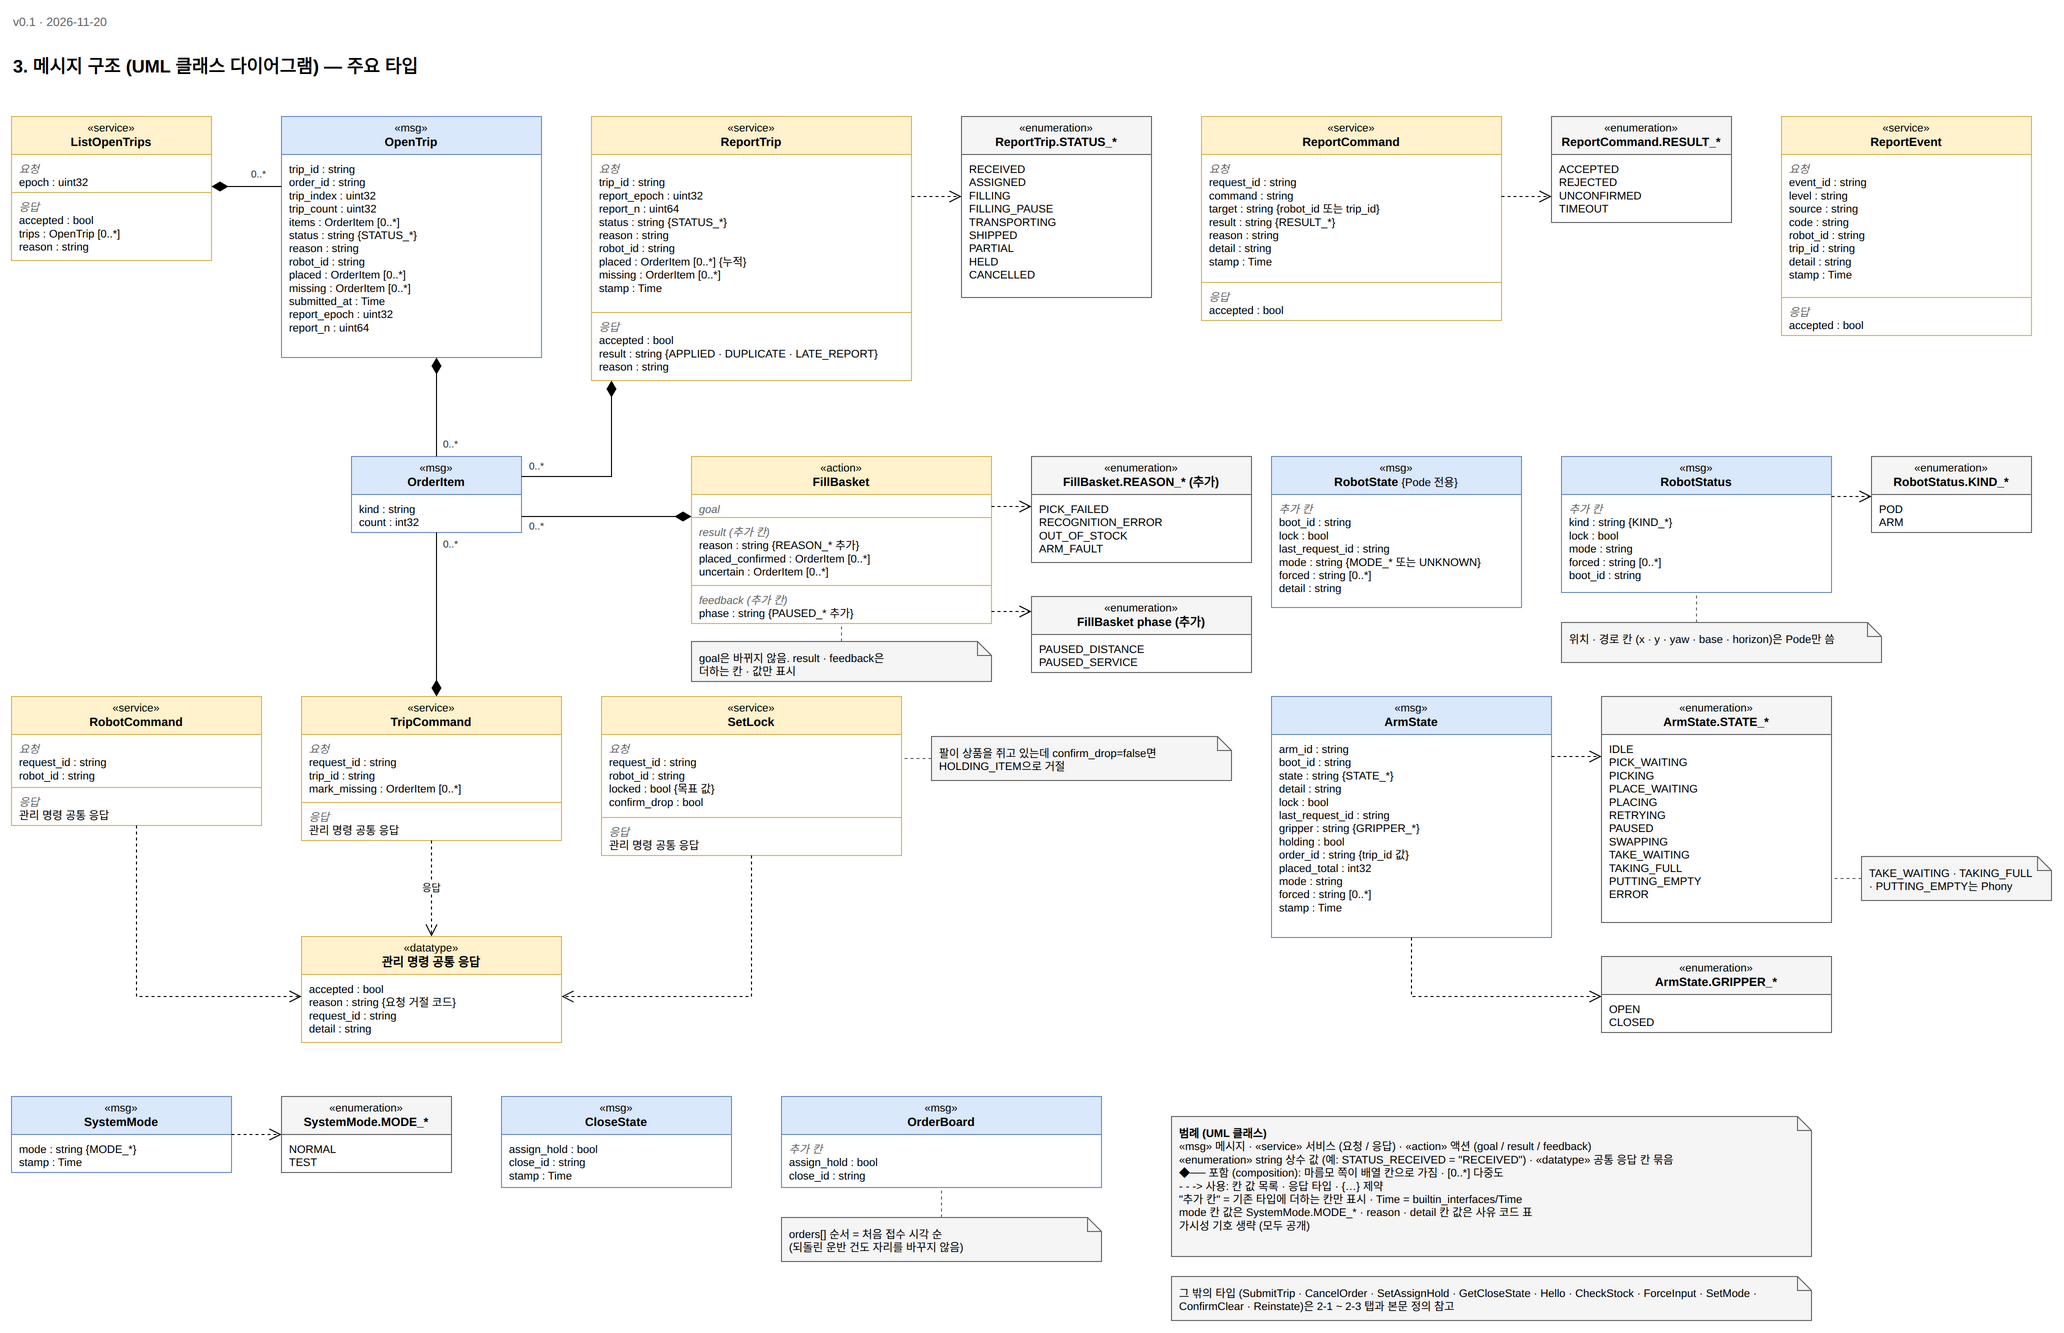 v0.1 · 2026-11-20
3. 메시지 구조 (UML 클래스 다이어그램) — 주요 타입
«service»
ListOpenTrips
요청
epoch : uint32
응답
accepted : bool
trips : OpenTrip [0..*]
reason : string
0..*
«msg»
OpenTrip
trip_id : string
order_id : string
trip_index : uint32
trip_count : uint32
items : OrderItem [0..*]
status : string {STATUS_*}
reason : string
robot_id : string
placed : OrderItem [0..*]
missing : OrderItem [0..*]
submitted_at : Time
report_epoch : uint32
report_n : uint64
«service»
ReportTrip
요청
trip_id : string
report_epoch : uint32
report_n : uint64
status : string {STATUS_*}
reason : string
robot_id : string
placed : OrderItem [0..*] {누적}
missing : OrderItem [0..*]
stamp : Time
응답
accepted : bool
result : string {APPLIED · DUPLICATE · LATE_REPORT}
reason : string
«enumeration»
ReportTrip.STATUS_*
RECEIVED
ASSIGNED
FILLING
FILLING_PAUSE
TRANSPORTING
SHIPPED
PARTIAL
HELD
CANCELLED
«service»
ReportCommand
요청
request_id : string
command : string
target : string {robot_id 또는 trip_id}
result : string {RESULT_*}
reason : string
detail : string
stamp : Time
응답
accepted : bool
«enumeration»
ReportCommand.RESULT_*
ACCEPTED
REJECTED
UNCONFIRMED
TIMEOUT
«service»
ReportEvent
요청
event_id : string
level : string
source : string
code : string
robot_id : string
trip_id : string
detail : string
stamp : Time
응답
accepted : bool
0..*
«msg»
OrderItem
kind : string
count : int32
0..*
0..*
0..*
«action»
FillBasket
goal
result (추가 칸)
reason : string {REASON_* 추가}
placed_confirmed : OrderItem [0..*]
uncertain : OrderItem [0..*]
feedback (추가 칸)
phase : string {PAUSED_* 추가}
goal은 바뀌지 않음. result · feedback은
더하는 칸 · 값만 표시
«enumeration»
FillBasket.REASON_* (추가)
PICK_FAILED
RECOGNITION_ERROR
OUT_OF_STOCK
ARM_FAULT
«enumeration»
FillBasket phase (추가)
PAUSED_DISTANCE
PAUSED_SERVICE
«msg»
RobotState {Pode 전용}
추가 칸
boot_id : string
lock : bool
last_request_id : string
mode : string {MODE_* 또는 UNKNOWN}
forced : string [0..*]
detail : string
«msg»
RobotStatus
추가 칸
kind : string {KIND_*}
lock : bool
mode : string
forced : string [0..*]
boot_id : string
«enumeration»
RobotStatus.KIND_*
POD
ARM
위치 · 경로 칸 (x · y · yaw · base · horizon)은 Pode만 씀
«service»
RobotCommand
요청
request_id : string
robot_id : string
응답
관리 명령 공통 응답
«service»
TripCommand
요청
request_id : string
trip_id : string
mark_missing : OrderItem [0..*]
응답
관리 명령 공통 응답
«service»
SetLock
요청
request_id : string
robot_id : string
locked : bool {목표 값}
confirm_drop : bool
응답
관리 명령 공통 응답
팔이 상품을 쥐고 있는데 confirm_drop=false면
HOLDING_ITEM으로 거절
«msg»
ArmState
arm_id : string
boot_id : string
state : string {STATE_*}
detail : string
lock : bool
last_request_id : string
gripper : string {GRIPPER_*}
holding : bool
order_id : string {trip_id 값}
placed_total : int32
mode : string
forced : string [0..*]
stamp : Time
«enumeration»
ArmState.STATE_*
IDLE
PICK_WAITING
PICKING
PLACE_WAITING
PLACING
RETRYING
PAUSED
SWAPPING
TAKE_WAITING
TAKING_FULL
PUTTING_EMPTY
ERROR
TAKE_WAITING · TAKING_FULL
· PUTTING_EMPTY는 Phony
응답
«datatype»
관리 명령 공통 응답
accepted : bool
reason : string {요청 거절 코드}
request_id : string
detail : string
«enumeration»
ArmState.GRIPPER_*
OPEN
CLOSED
«msg»
SystemMode
mode : string {MODE_*}
stamp : Time
«enumeration»
SystemMode.MODE_*
NORMAL
TEST
«msg»
CloseState
assign_hold : bool
close_id : string
stamp : Time
«msg»
OrderBoard
추가 칸
assign_hold : bool
close_id : string
orders[] 순서 = 처음 접수 시각 순
(되돌린 운반 건도 자리를 바꾸지 않음)
범례 (UML 클래스)
«msg» 메시지 · «service» 서비스 (요청 / 응답) · «action» 액션 (goal / result / feedback)
«enumeration» string 상수 값 (예: STATUS_RECEIVED = "RECEIVED") · «datatype» 공통 응답 칸 묶음
◆── 포함 (composition): 마름모 쪽이 배열 칸으로 가짐 · [0..*] 다중도
- - -> 사용: 칸 값 목록 · 응답 타입 · {…} 제약
"추가 칸" = 기존 타입에 더하는 칸만 표시 · Time = builtin_interfaces/Time
mode 칸 값은 SystemMode.MODE_* · reason · detail 칸 값은 사유 코드 표
가시성 기호 생략 (모두 공개)
그 밖의 타입 (SubmitTrip · CancelOrder · SetAssignHold · GetCloseState · Hello · CheckStock · ForceInput · SetMode ·
ConfirmClear · Reinstate)은 2-1 ~ 2-3 탭과 본문 정의 참고